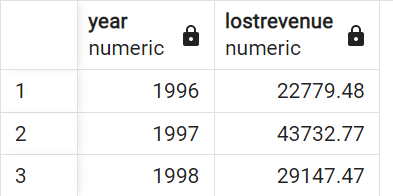 year lostrevenue
numeric numeric
1 1996 22779.48
2 1997 43732.77
3 1998 29147.47